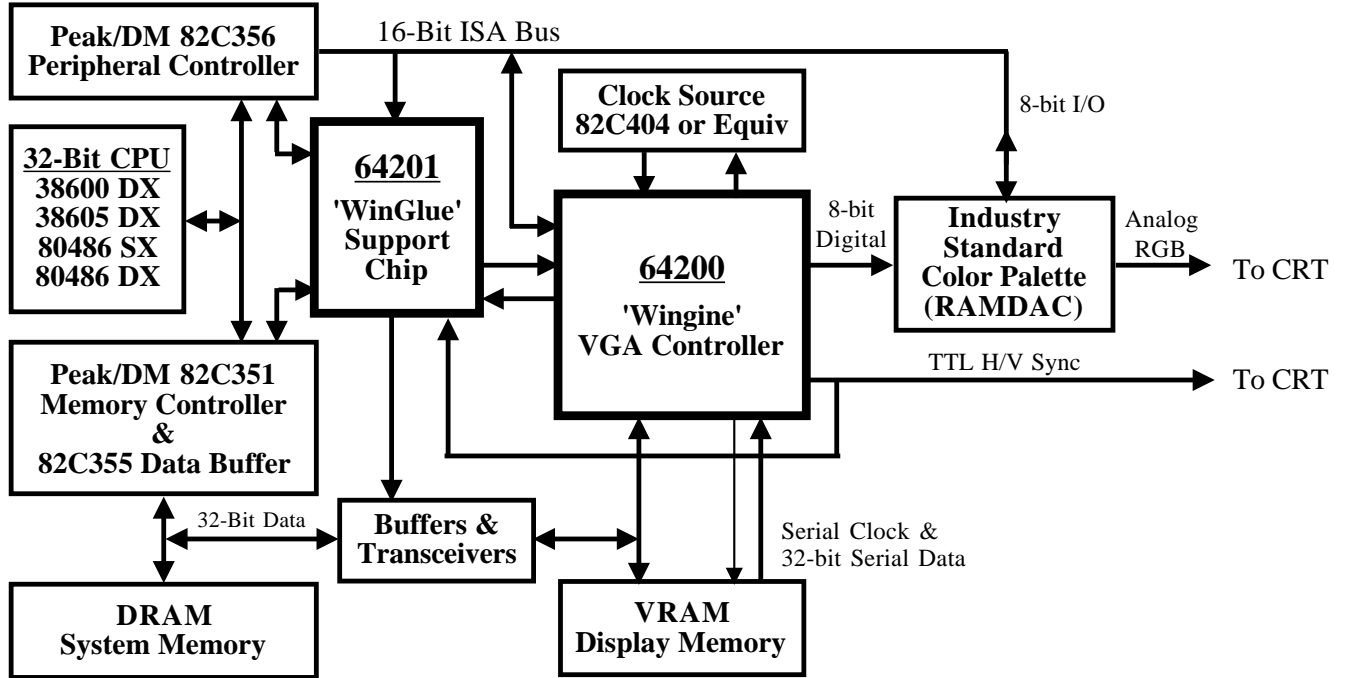 Peak/DM 82C356
Peripheral Controller
16-Bit ISA Bus
Clock Source
82C404 or Equiv
8-bit I/O
32-Bit CPU
38600 DX
38605 DX
80486 SX
80486 DX
64201
'WinGlue'
Support
Chip
64200
'Wingine'
VGA Controller
8-bit
Digital
Industry
Standard
Color Palette
(RAMDAC)
Analog
RGB
To CRT
TTL H/V Sync
To CRT
Peak/DM 82C351
Memory Controller
&
82C355 Data Buffer
32-Bit Data
Buffers &
Transceivers
Serial Clock &
32-bit Serial Data
DRAM
System Memory
VRAM
Display Memory